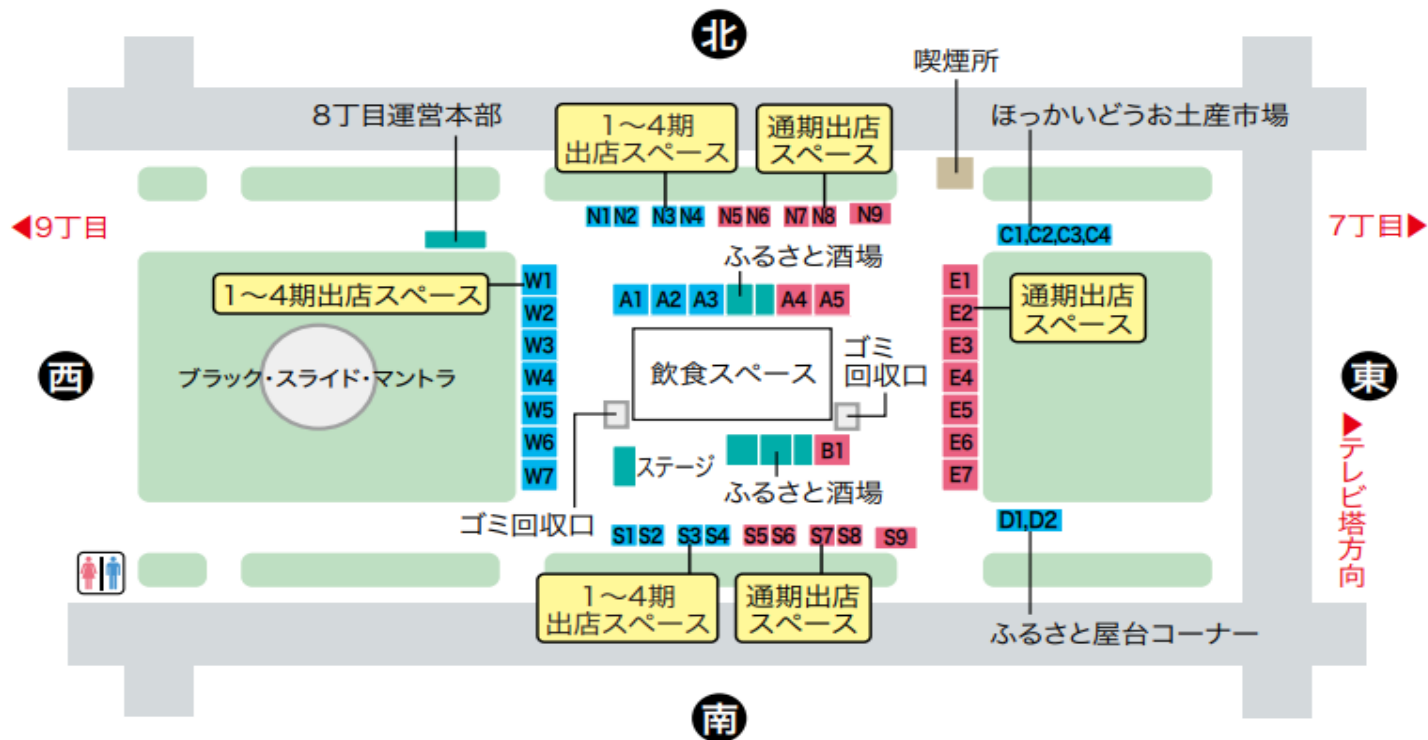 北
喫煙所
8丁目運営本部
1〜4期
出店スペース
通期出店
スペース
ほっかいどうお土産市場
◀9丁目
7丁目▶
N1 N2 N3 N4 N5 N6 N7 N8 N9
C1,C2,C3,C4
ふるさと酒場
1〜4期出店スペース
W1
W2
W3
W4
W5
W6
W7
A1 A2 A3 A4 A5
E1
E2
E3
E4
E5
E6
E7
通期出店
スペース
西
ブラック・スライド・マントラ
飲食スペース
ゴミ
回収口
東
▶テレビ塔方向
ステージ
B1
ふるさと酒場
ゴミ回収口
S1 S2 S3 S4 S5 S6 S7 S8 S9
D1,D2
1〜4期
出店スペース
通期出店
スペース
ふるさと屋台コーナー
南